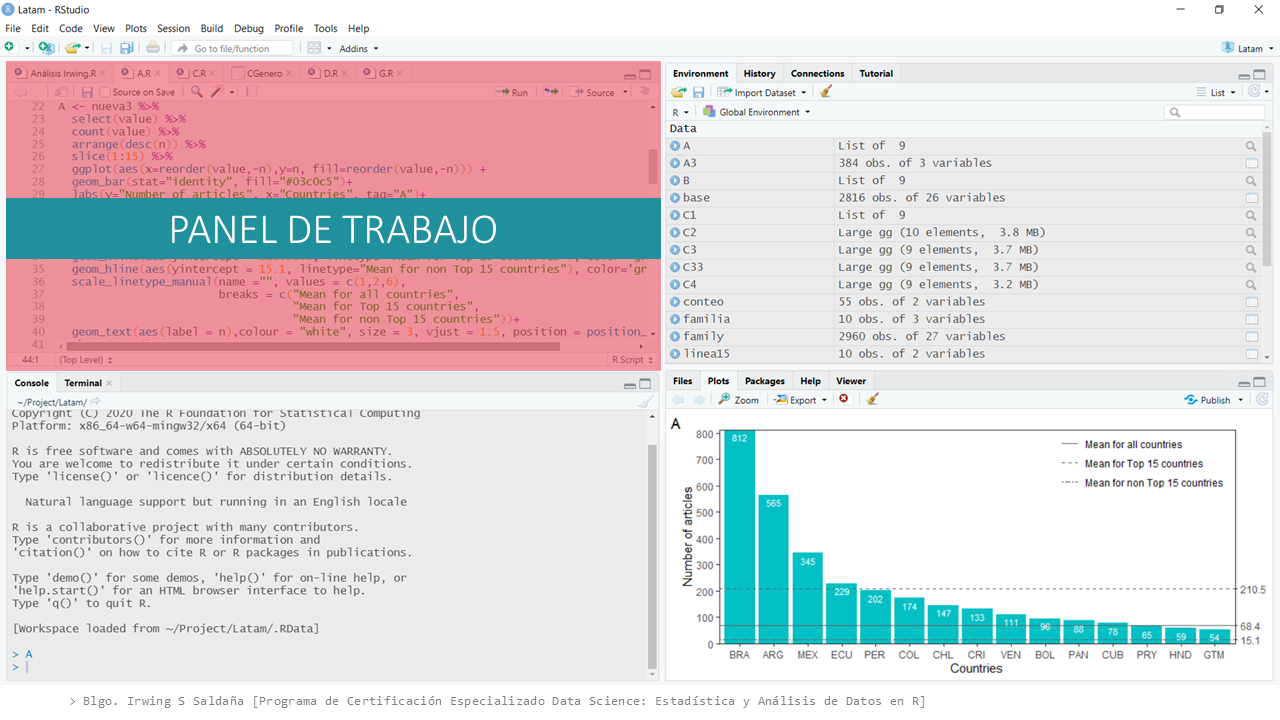 Latam - RStudio
File Edit Code View Plots Session Build Debug Profile Tools Help
Go to file/function Addins Latam
Análisis Irwing.R A.R C.R CGenero D.R G.R
Source on Save Run Source
22 A <- nueva3 %>%
23 select(value) %>%
24 count(value) %>%
25 arrange(desc(n)) %>%
26 slice(1:15) %>%
27 ggplot(aes(x=reorder(value,-n),y=n, fill=reorder(value,-n))) +
28 geom_bar(stat="identity", fill="#03c0c5")+
29 labs(y="Number of articles", x="Countries", tag="A")+
PANEL DE TRABAJO
35 geom_hline(aes(yintercept = 15.1, linetype="Mean for non Top 15 countries"), color='gr
36 scale_linetype_manual(name ="", values = c(1,2,6),
37 breaks = c("Mean for all countries",
38 "Mean for Top 15 countries",
39 "Mean for non Top 15 countries"))+
40 geom_text(aes(label = n),colour = "white", size = 3, vjust = 1.5, position = position_
41
44:1 (Top Level) R Script
Console Terminal
~/Project/Latam/
Copyright (C) 2020 The R Foundation for Statistical Computing
Platform: x86_64-w64-mingw32/x64 (64-bit)
R is free software and comes with ABSOLUTELY NO WARRANTY.
You are welcome to redistribute it under certain conditions.
Type 'license()' or 'licence()' for distribution details.
Natural language support but running in an English locale
R is a collaborative project with many contributors.
Type 'contributors()' for more information and
'citation()' on how to cite R or R packages in publications.
Type 'demo()' for some demos, 'help()' for on-line help, or
'help.start()' for an HTML browser interface to help.
Type 'q()' to quit R.
[Workspace loaded from ~/Project/Latam/.RData]
> A
>
Environment History Connections Tutorial
Import Dataset List
R Global Environment
Data
A List of 9
A3 384 obs. of 3 variables
B List of 9
base 2816 obs. of 26 variables
C1 List of 9
C2 Large gg (10 elements, 3.8 MB)
C3 Large gg (9 elements, 3.7 MB)
C33 Large gg (9 elements, 3.7 MB)
C4 Large gg (9 elements, 3.2 MB)
conteo 55 obs. of 2 variables
familia 10 obs. of 3 variables
family 2960 obs. of 27 variables
linea15 10 obs. of 2 variables
Files Plots Packages Help Viewer
Zoom Export Publish
A
Number of articles
800
700
600
500
400
300
200
100
0
812 565 345 229 202 174 147 133 111 96 88 78 65 59 54
Mean for all countries
Mean for Top 15 countries
Mean for non Top 15 countries
210.5
68.4
15.1
BRA ARG MEX ECU PER COL CHL CRI VEN BOL PAN CUB PRY HND GTM
Countries
> Blgo. Irwing S Saldaña [Programa de Certificación Especializado Data Science: Estadística y Análisis de Datos en R]